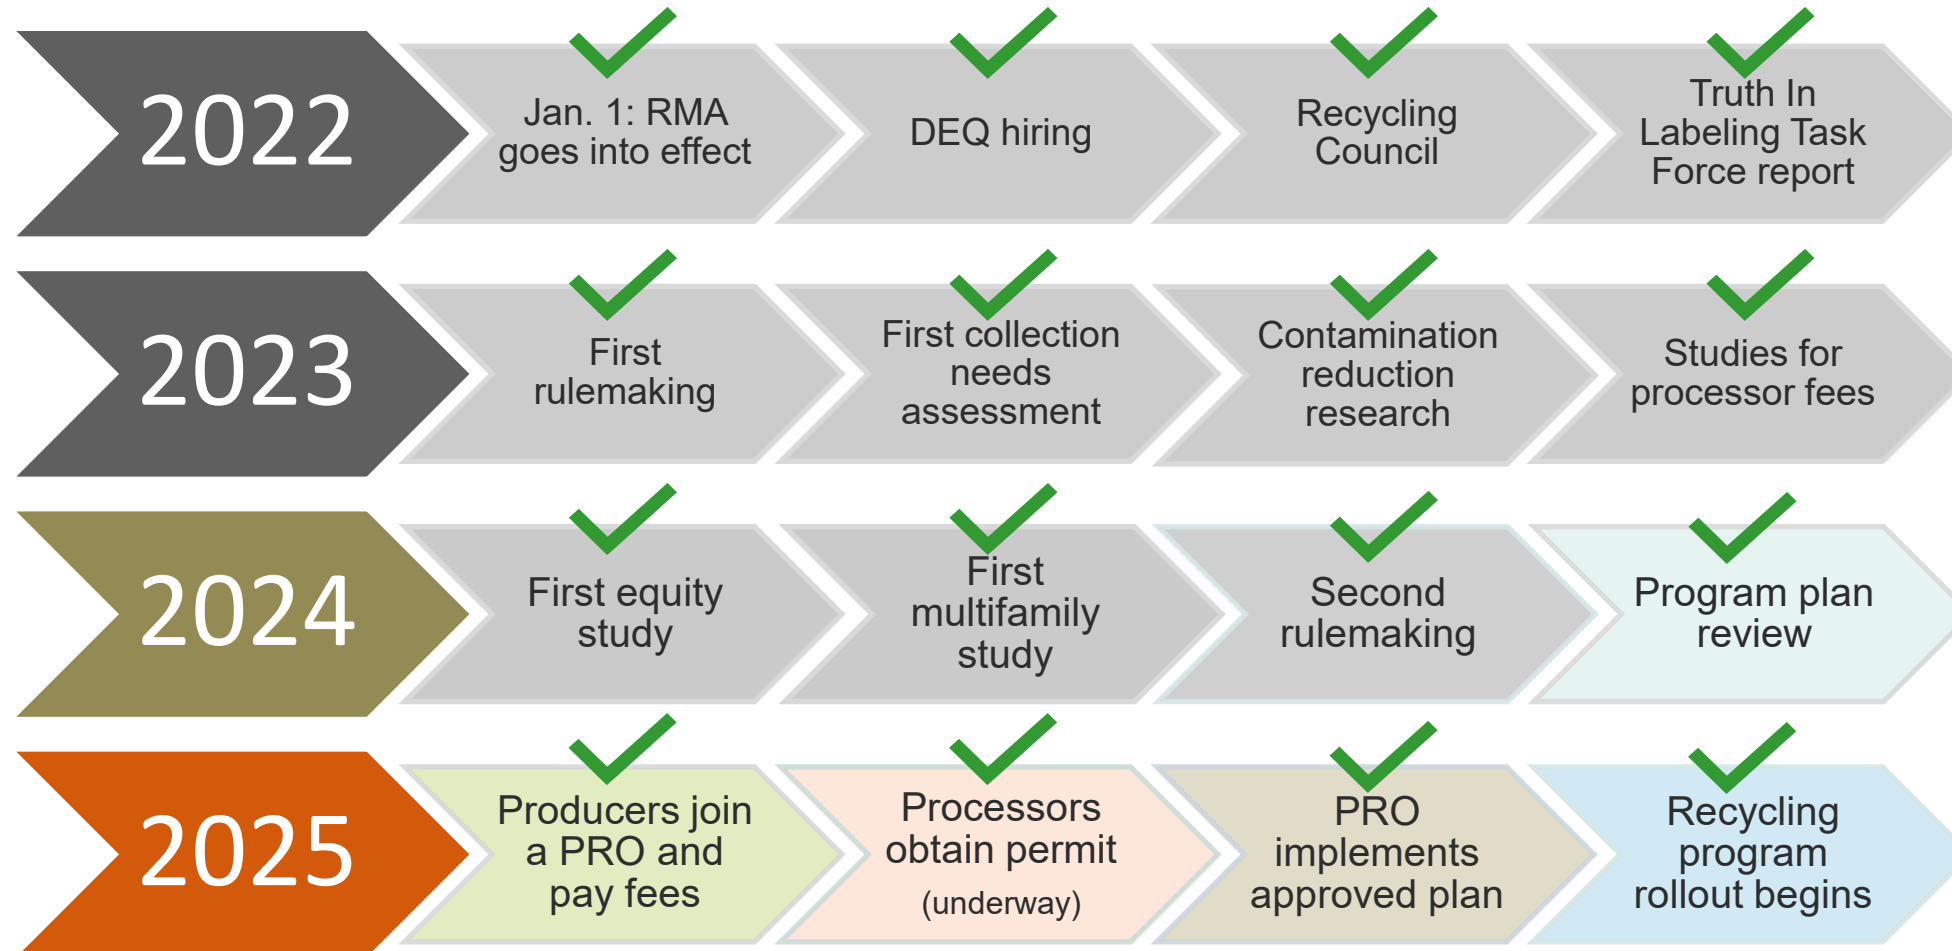 2022
Jan. 1: RMA
goes into effect
DEQ hiring
Recycling
Council
Truth In
Labeling Task
Force report
2023
First
rulemaking
First collection
needs
assessment
Contamination
reduction
research
Studies for
processor fees
2024
First equity
study
First
multifamily
study
Second
rulemaking
Program plan
review
2025
Producers join
a PRO and
pay fees
Processors
obtain permit
(underway)
PRO
implements
approved plan
Recycling
program
rollout begins